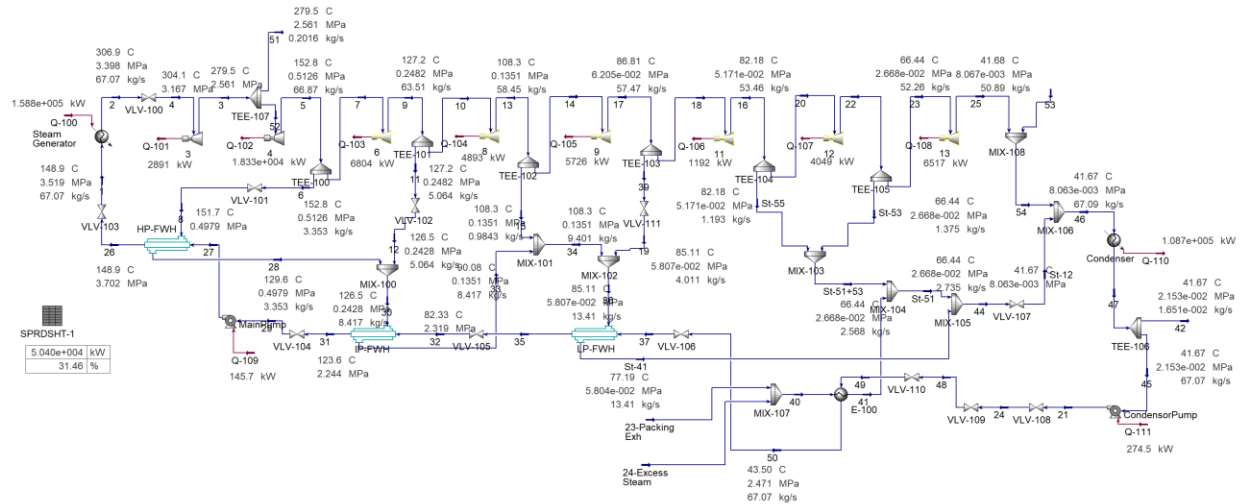 279.5 C
2.561 MPa
0.2016 kg/s
51
306.9 C
3.398 MPa
67.07 kg/s
304.1 C
3.167 MPa
279.5 C
2.561 MPa
152.8 C
0.5126 MPa
66.87 kg/s
127.2 C
0.2482 MPa
63.51 kg/s
108.3 C
0.1351 MPa
58.45 kg/s
86.81 C
6.205e-002 MPa
57.47 kg/s
82.18 C
5.171e-002 MPa
53.46 kg/s
66.44 C
2.668e-002 MPa
52.26 kg/s
41.68 C
8.067e-003 MPa
50.89 kg/s
2
VLV-100
4
3
TEE-107
52
5
7
9
10
13
14
17
18
16
20
22
23
25
53
1.588e+005 kW
Q-100
Steam Generator
Q-101
3
2891 kW
Q-102
4
1.833e+04 kW
TEE-100
Q-103
6
6804 kW
TEE-101
Q-104
8
4893 kW
TEE-102
Q-105
9
5726 kW
TEE-103
Q-106
11
1192 kW
TEE-104
Q-107
12
4049 kW
TEE-105
Q-108
13
6517 kW
MIX-108
148.9 C
3.519 MPa
67.07 kg/s
1
VLV-103
VLV-101
6
8
152.8 C
0.5126 MPa
3.353 kg/s
11
VLV-102
127.2 C
0.2482 MPa
5.064 kg/s
12
126.5 C
0.2428 MPa
5.064 kg/s
108.3 C
0.1351 MPa
0.9843 kg/s
15
MIX-101
34
108.3 C
0.1351 MPa
9.401 kg/s
MIX-102
39
VLV-111
19
85.11 C
5.807e-002 MPa
4.011 kg/s
82.18 C
5.171e-002 MPa
1.193 kg/s
St-55
St-53
66.44 C
2.668e-002 MPa
1.375 kg/s
54
MIX-106
46
41.67 C
8.063e-003 MPa
67.09 kg/s
Condenser
Q-110
1.087e+005 kW
151.7 C
0.4979 MPa
HP-FWH
26
27
28
148.9 C
3.702 MPa
129.6 C
0.4979 MPa
3.353 kg/s
MIX-100
126.5 C
0.2428 MPa
8.417 kg/s
30
90.08 C
0.1351 MPa
8.417 kg/s
33
85.11 C
5.807e-002 MPa
13.41 kg/s
MIX-103
St-51+53
66.44 C
2.668e-002 MPa
2.568 kg/s
MIX-104
St-51
66.44 C
2.668e-002 MPa
2.735 kg/s
MIX-105
44
VLV-107
41.67 C
8.063e-003 MPa
St-12
47
TEE-106
42
41.67 C
2.153e-002 MPa
1.651e-002 kg/s
SPRDSHT-1
5.040e+004 kW
31.46 %
MainPump
29
Q-109
145.7 kW
VLV-104
31
IP-FWH
123.6 C
2.244 MPa
32
82.33 C
2.319 MPa
VLV-105
35
LP-FWH
37
VLV-106
St-41
77.19 C
5.804e-002 MPa
13.41 kg/s
23-Packing Exh
24-Excess Steam
MIX-107
40
E-100
41
49
VLV-110
48
VLV-109
24
VLV-108
21
CondensorPump
Q-111
274.5 kW
45
41.67 C
2.153e-002 MPa
67.07 kg/s
50
43.50 C
2.471 MPa
67.07 kg/s